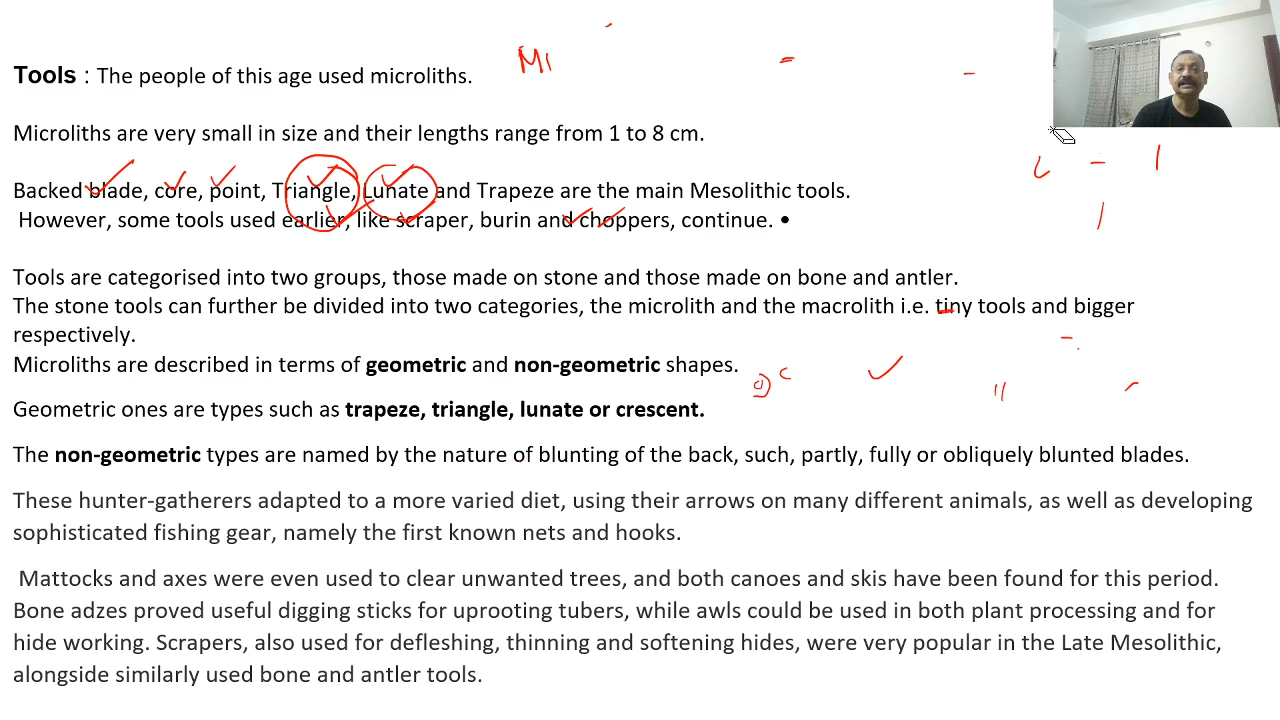 Tools : The people of this age used microliths.
MI
Microliths are very small in size and their lengths range from 1 to 8 cm.
Backed blade, core, point, Triangle, Lunate and Trapeze are the main Mesolithic tools.
However, some tools used earlier, like scraper, burin and choppers, continue. •
Tools are categorised into two groups, those made on stone and those made on bone and antler.
The stone tools can further be divided into two categories, the microlith and the macrolith i.e. tiny tools and bigger
respectively.
Microliths are described in terms of geometric and non-geometric shapes.
Geometric ones are types such as trapeze, triangle, lunate or crescent.
The non-geometric types are named by the nature of blunting of the back, such, partly, fully or obliquely blunted blades.
These hunter-gatherers adapted to a more varied diet, using their arrows on many different animals, as well as developing
sophisticated fishing gear, namely the first known nets and hooks.
Mattocks and axes were even used to clear unwanted trees, and both canoes and skis have been found for this period.
Bone adzes proved useful digging sticks for uprooting tubers, while awls could be used in both plant processing and for
hide working. Scrapers, also used for defleshing, thinning and softening hides, were very popular in the Late Mesolithic,
alongside similarly used bone and antler tools.